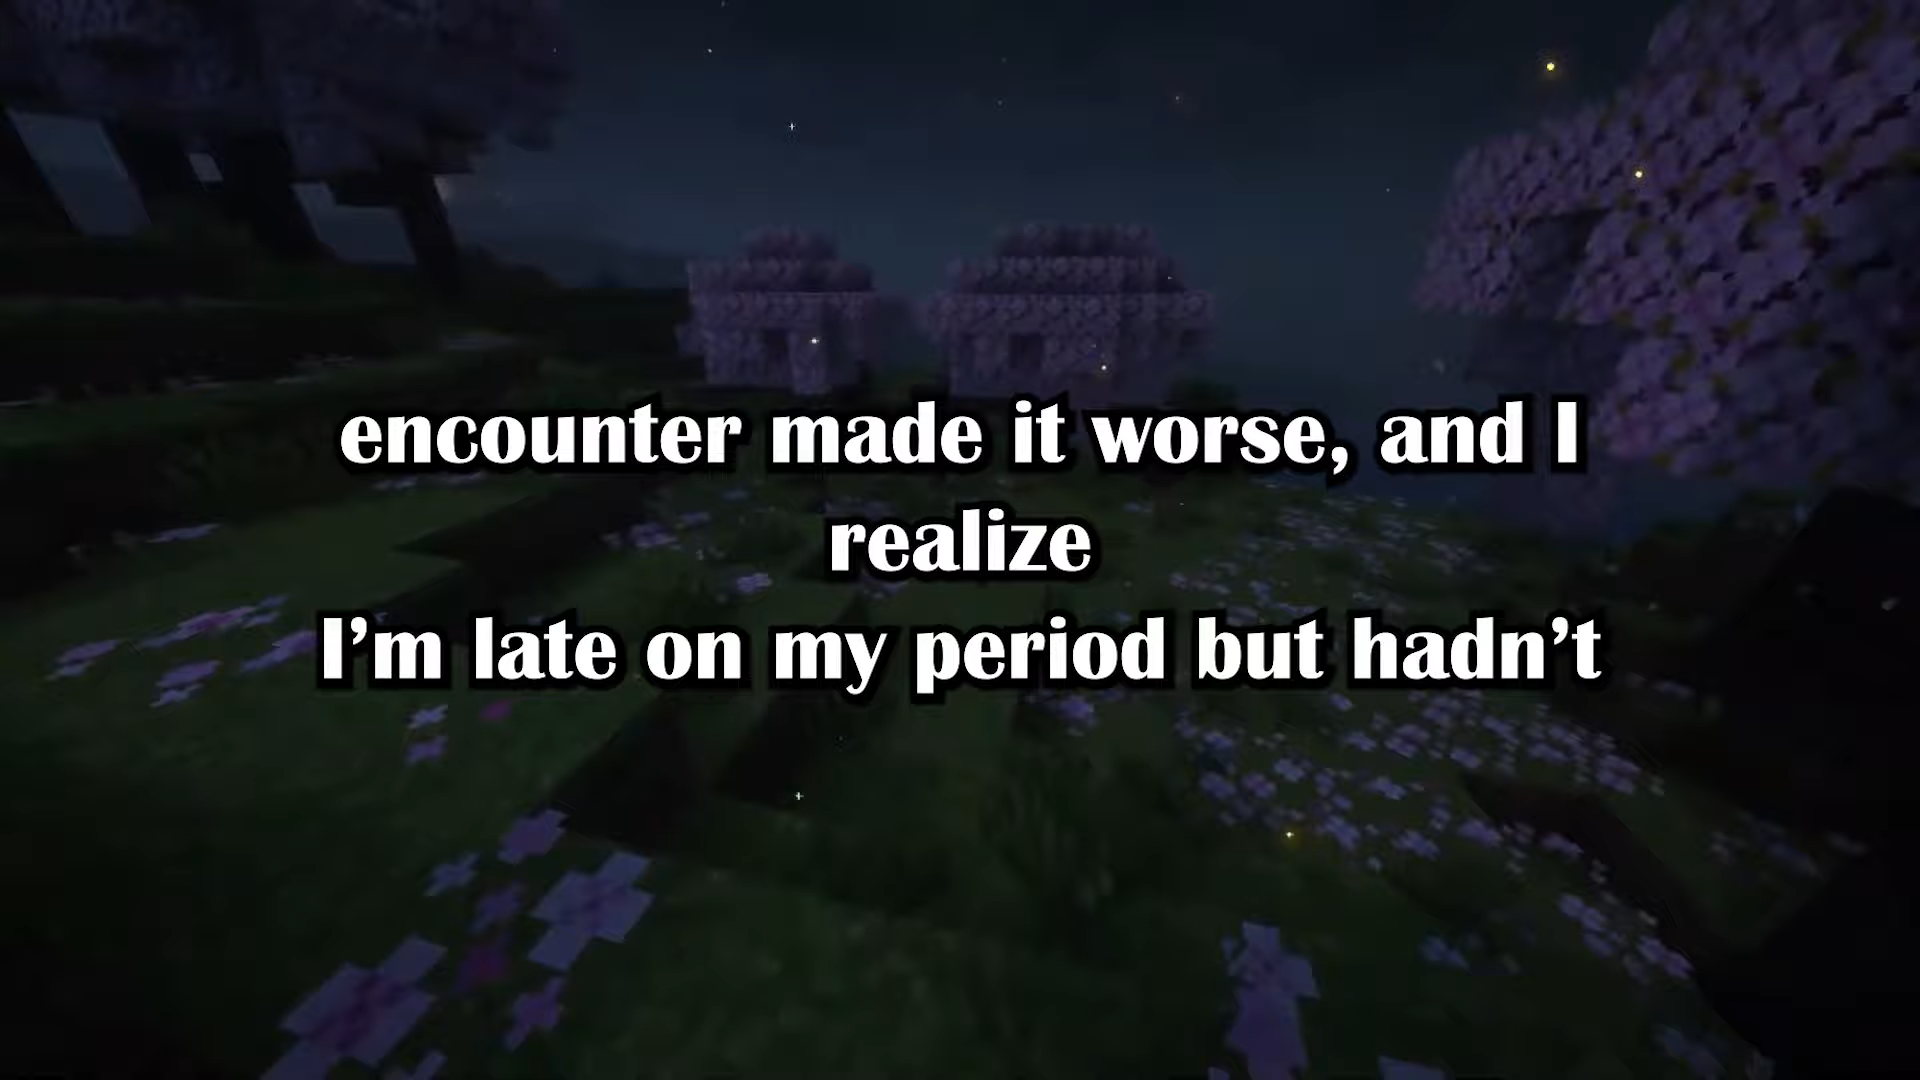 encounter made it worse, and I
realize
I’m late on my period but hadn’t